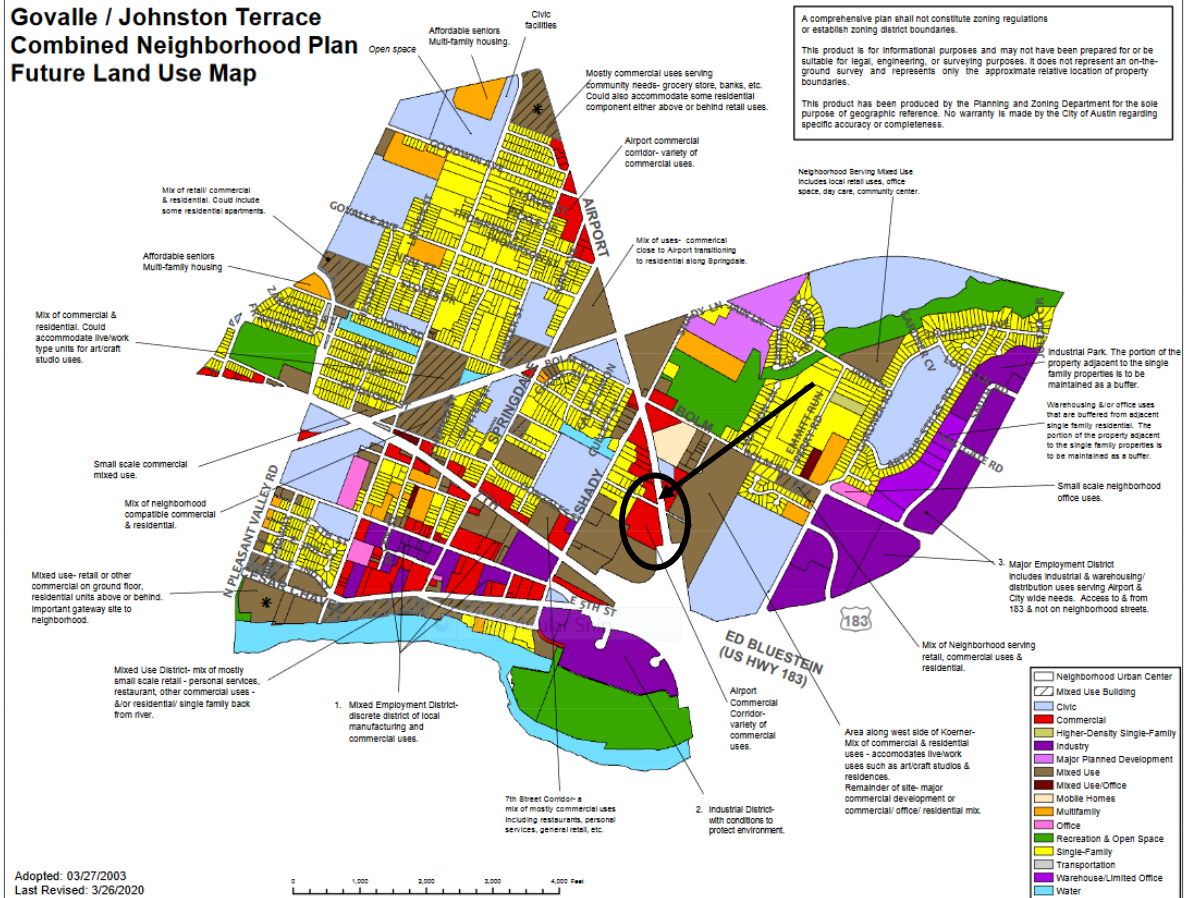 Govalle / Johnston Terrace
Combined Neighborhood Plan
Future Land Use Map
Open space
Affordable seniors
Multi-family housing.
Civic
facilities
Mostly commercial uses serving
community needs- grocery store, banks, etc.
Could also accommodate some residential
component either above or behind retail uses.
A comprehensive plan shall not constitute zoning regulations
or establish zoning district boundaries.
This product is for informational purposes and may not have been prepared for or be
suitable for legal, engineering, or surveying purposes. It does not represent an on-the-
ground survey and represents only the approximate relative location of property
boundaries.
This product has been produced by the Planning and Zoning Department for the sole
purpose of geographic reference. No warranty is made by the City of Austin regarding
specific accuracy or completeness.
Airport commercial
corridor- variety of
commercial uses.
Neighborhood Serving Mixed Use
includes local retail uses, office
space, day care, community center.
Mix of retail/ commercial
& residential. Could include
some residential apartments.
Affordable seniors
Multi-family housing
Mix of uses- commerical
close to Airport transitioning
to residential along Springdale.
Mix of commercial &
residential. Could
accommodate live/work
type units for art/craft
studio uses.
GOODWIN AVE
GOVALLE AVE
AIRPORT
SPRINGDALE
BOLM RD
BOLM
SHADY
EMMITT RUN
GARDNER CV
Industrial Park. The portion of the
property adjacent to the single
family properties is to be
maintained as a buffer.
Warehousing &/or office uses
that are buffered from adjacent
single family residential. The
portion of the property adjacent
to the single family properties is
to be maintained as a buffer.
Small scale commercial
mixed use.
Mix of neighborhood
compatible commercial
& residential.
Small scale neighborhood
office uses.
N PLEASANT VALLEY RD
E 5TH ST
Mixed use- retail or other
commercial on ground floor,
residential units above or behind.
Important gateway site to
neighborhood.
3. Major Employment District
includes industrial & warehousing/
distribution uses serving Airport &
City wide needs. Access to & from
183 & not on neighborhood streets.
183
ED BLUESTEIN
(US HWY 183)
Mix of Neighborhood serving
retail, commercial uses &
residential.
Mixed Use District- mix of mostly
small scale retail - personal services,
restaurant, other commercial uses -
&/or residential/ single family back
from river.
1. Mixed Employment District-
discrete district of local
manufacturing and
commercial uses.
Airport
Commercial
Corridor-
variety of
commercial
uses.
Area along west side of Koerner-
Mix of commercial & residential
uses - accomodates live/work
uses such as art/craft studios &
residences.
Remainder of site- major
commercial development or
commercial/ office/ residential mix.
7th Street Corridor- a
mix of mostly commercial uses
including restaurants, personal
services, general retail, etc.
2. Industrial District-
with conditions to
protect environment.
Neighborhood Urban Center
Mixed Use Building
Civic
Commercial
Higher-Density Single-Family
Industry
Major Planned Development
Mixed Use
Mixed Use/Office
Mobile Homes
Multifamily
Office
Recreation & Open Space
Single-Family
Transportation
Warehouse/Limited Office
Water
Adopted: 03/27/2003
Last Revised: 3/26/2020
0 1,000 2,000 3,000 4,000 Feet